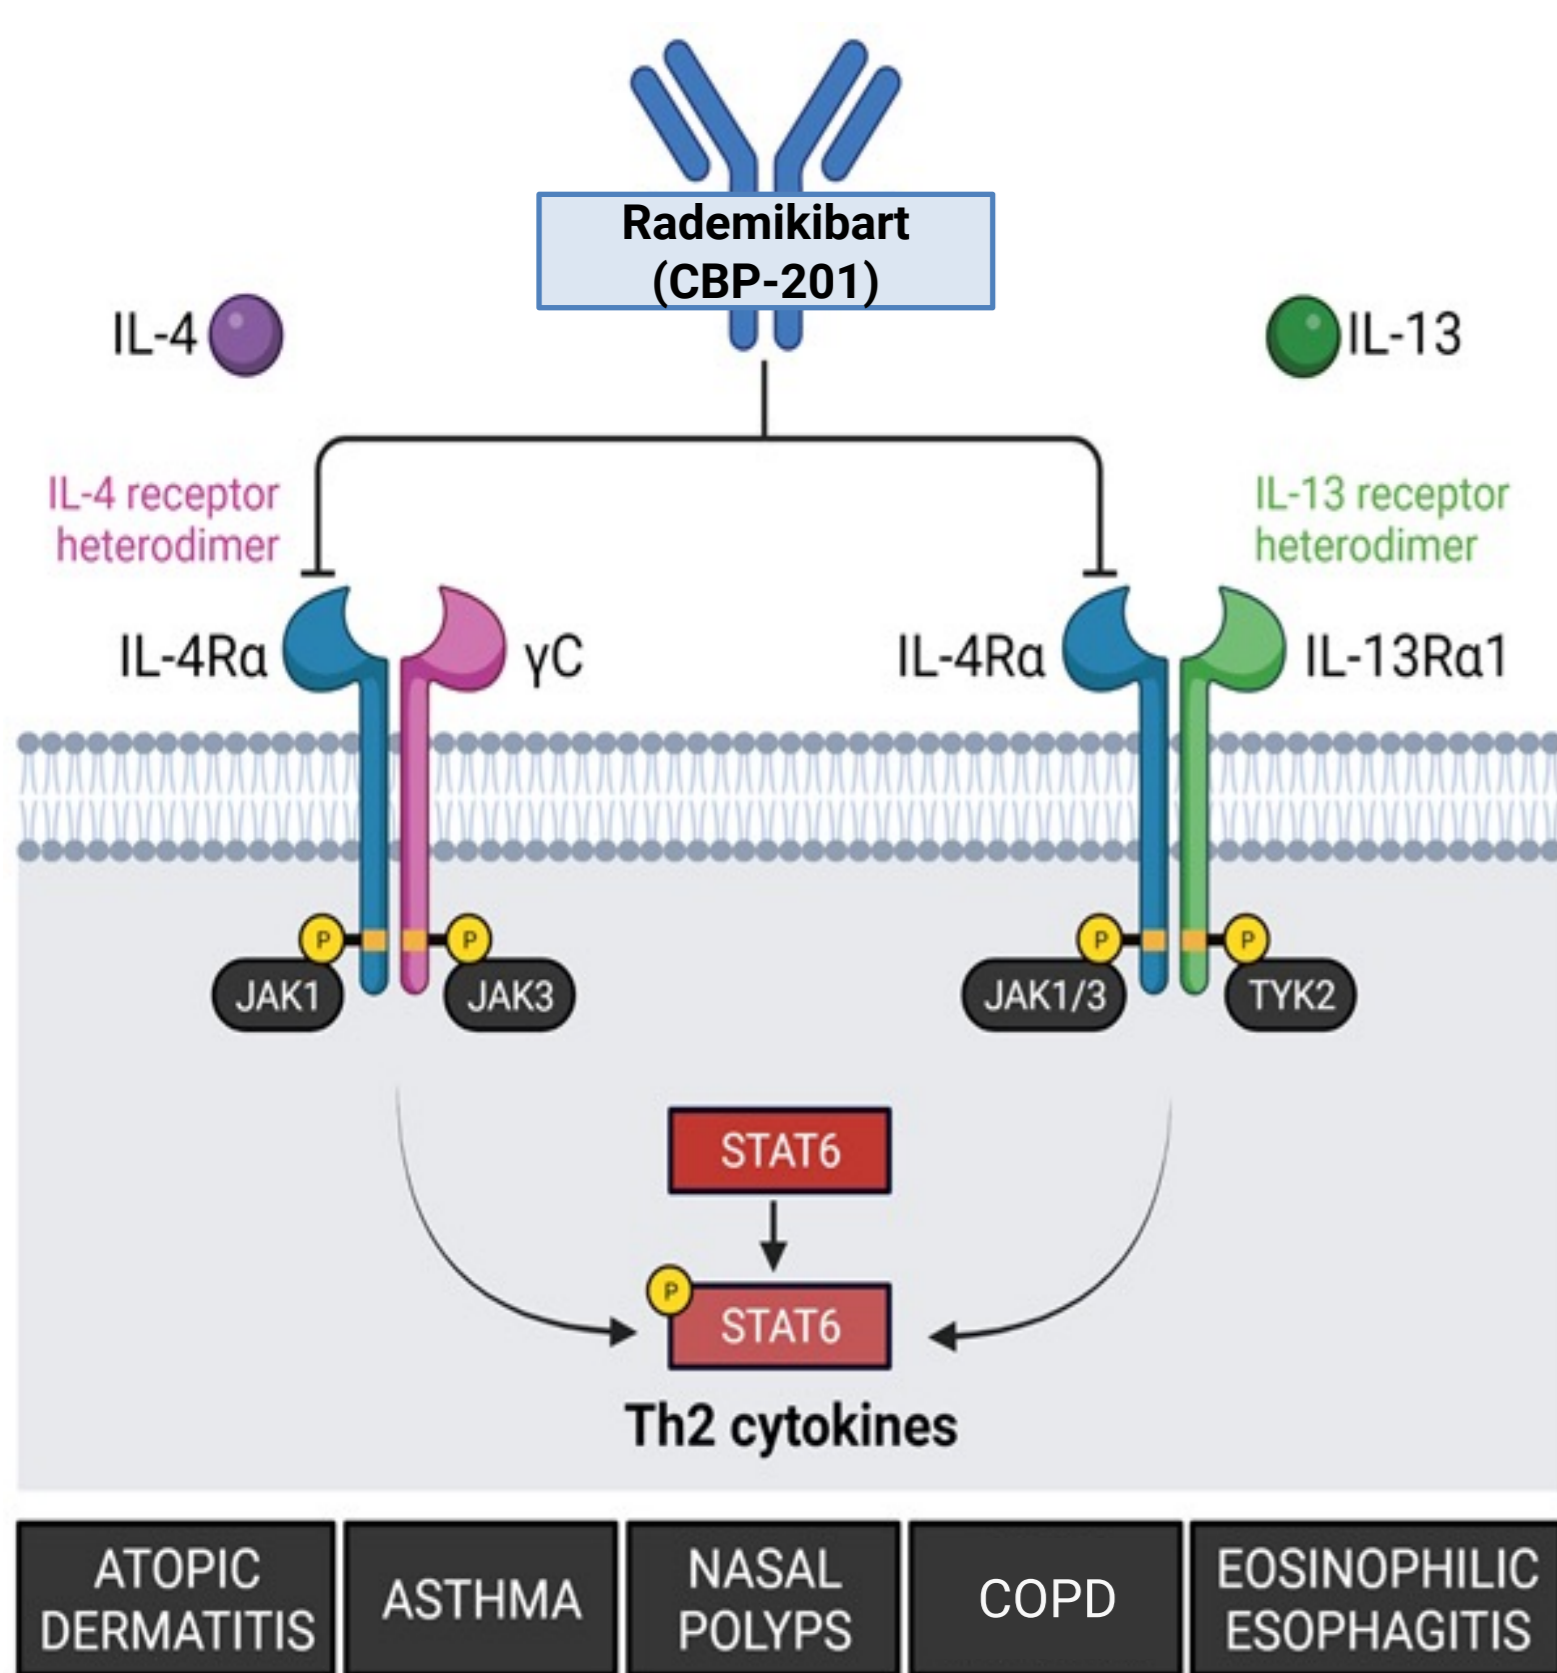 Rademikibart
(CBP-201)
IL-4
IL-13
IL-4 receptor
heterodimer
IL-13 receptor
heterodimer
IL-4Rα
γC
IL-4Rα
IL-13Rα1
P
P
P
P
JAK1
JAK3
JAK1/3
TYK2
STAT6
P
STAT6
Th2 cytokines
ATOPIC
DERMATITIS
ASTHMA
NASAL
POLYPS
COPD
EOSINOPHILIC
ESOPHAGITIS